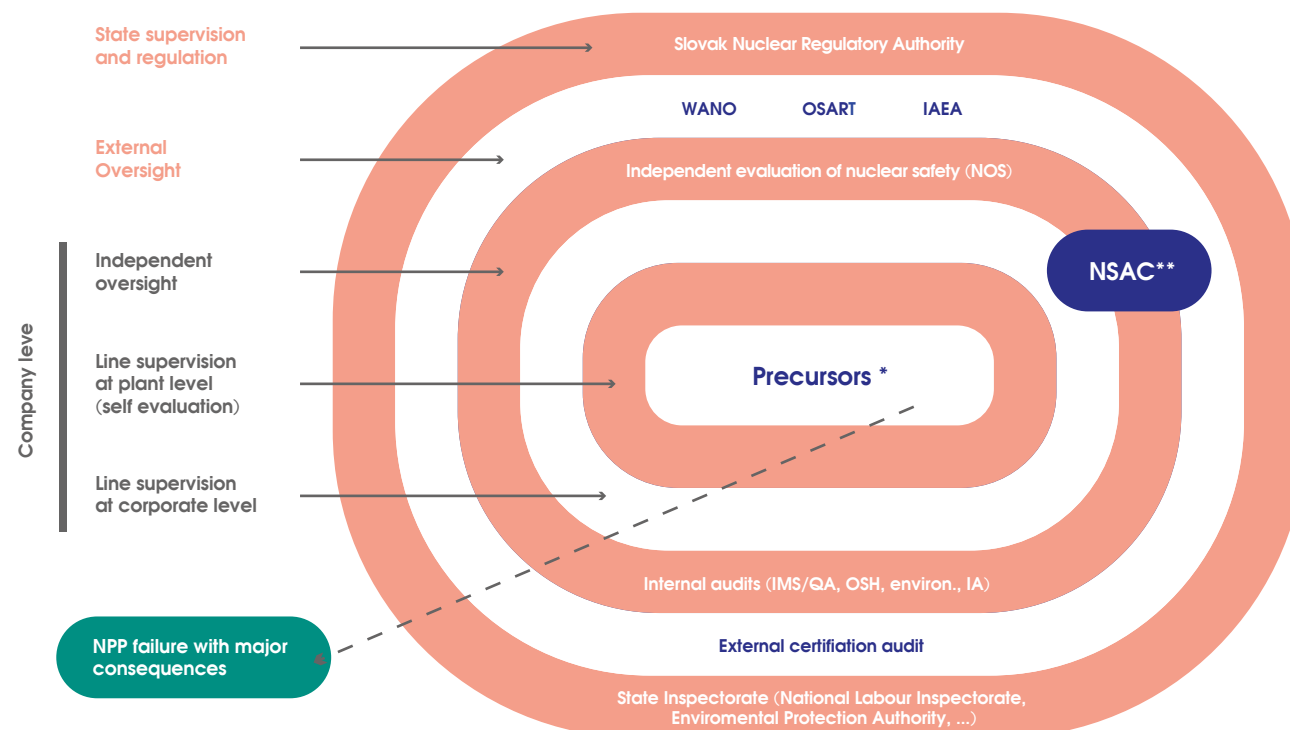 State supervision
and regulation
Slovak Nuclear Regulatory Authority
WANO OSART IAEA
External
Oversight
Independent evaluation of nuclear safety (NOS)
Independent
oversight
NSAC**
Company leve
Line supervision
at plant level
(self evaluation)
Precursors *
Line supervision
at corporate level
Internal audits (IMS/QA, OSH, environ., IA)
NPP failure with major
consequences
External certifiation audit
State Inspectorate (National Labour Inspectorate,
Enviromental Protection Authority, ...)